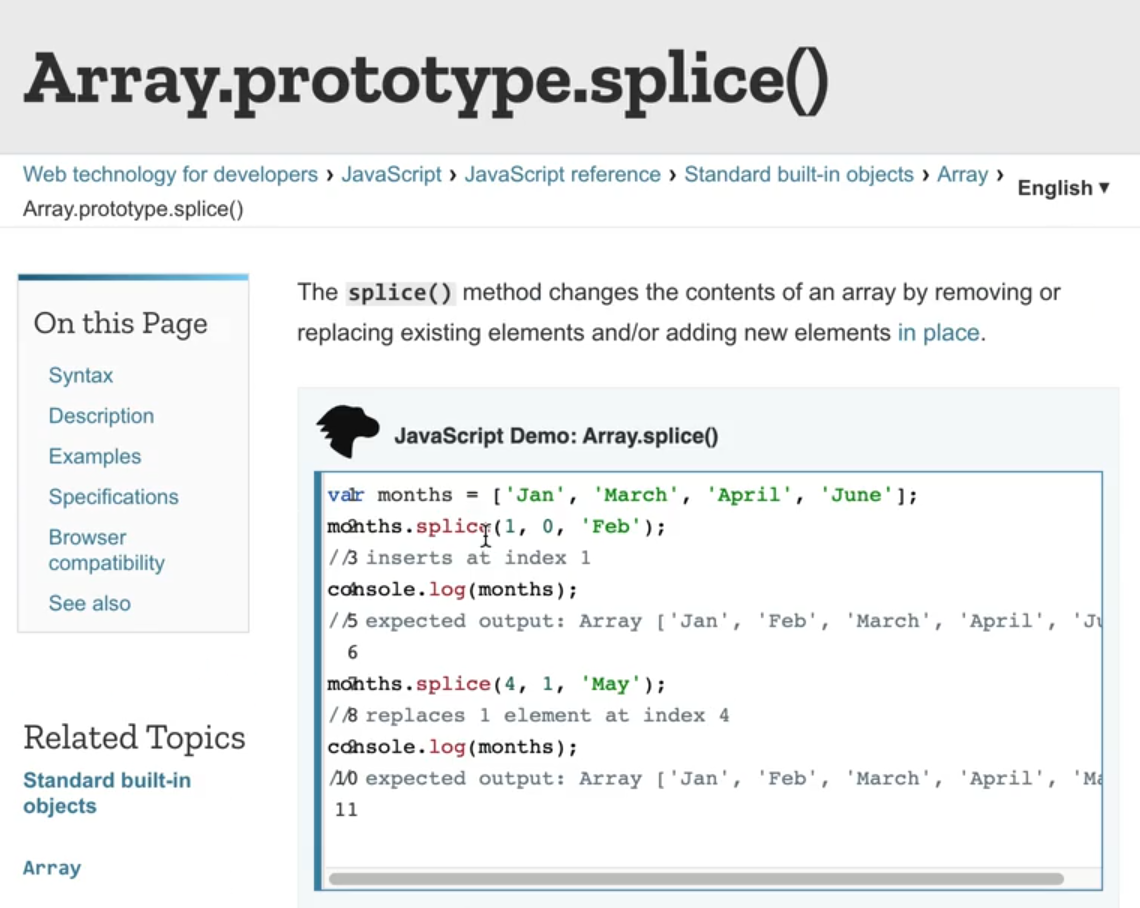 Array.prototype.splice()
Web technology for developers › JavaScript › JavaScript reference › Standard built-in objects › Array ›
Array.prototype.splice()
English ▼
On this Page
Syntax
Description
Examples
Specifications
Browser
compatibility
See also
Related Topics
Standard built-in
objects
Array
The splice() method changes the contents of an array by removing or
replacing existing elements and/or adding new elements in place.
JavaScript Demo: Array.splice()
1 var months = ['Jan', 'March', 'April', 'June'];
2 months.splice(1, 0, 'Feb');
3 // inserts at index 1
4 console.log(months);
5 // expected output: Array ['Jan', 'Feb', 'March', 'April', 'Ju
6
7 months.splice(4, 1, 'May');
8 // replaces 1 element at index 4
9 console.log(months);
10 // expected output: Array ['Jan', 'Feb', 'March', 'April', 'Ma
11